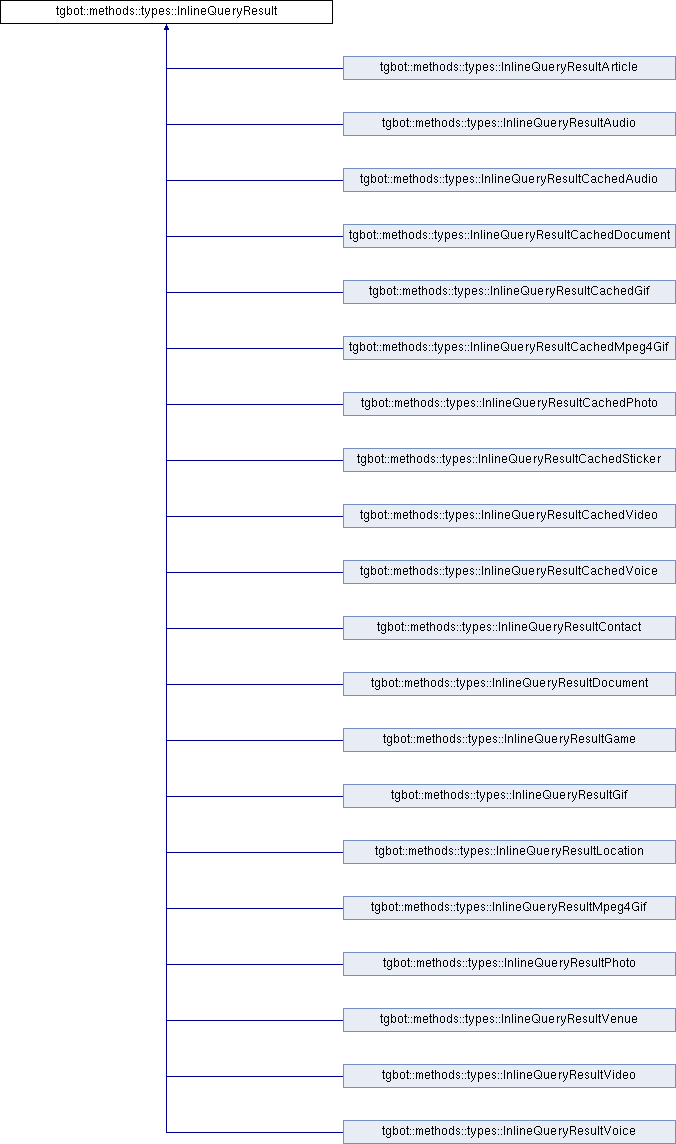 tgbot::methods::types::InlineQueryResult
tgbot::methods::types::InlineQueryResultArticle
tgbot::methods::types::InlineQueryResultAudio
tgbot::methods::types::InlineQueryResultCachedAudio
tgbot::methods::types::InlineQueryResultCachedDocument
tgbot::methods::types::InlineQueryResultCachedGif
tgbot::methods::types::InlineQueryResultCachedMpeg4Gif
tgbot::methods::types::InlineQueryResultCachedPhoto
tgbot::methods::types::InlineQueryResultCachedSticker
tgbot::methods::types::InlineQueryResultCachedVideo
tgbot::methods::types::InlineQueryResultCachedVoice
tgbot::methods::types::InlineQueryResultContact
tgbot::methods::types::InlineQueryResultDocument
tgbot::methods::types::InlineQueryResultGame
tgbot::methods::types::InlineQueryResultGif
tgbot::methods::types::InlineQueryResultLocation
tgbot::methods::types::InlineQueryResultMpeg4Gif
tgbot::methods::types::InlineQueryResultPhoto
tgbot::methods::types::InlineQueryResultVenue
tgbot::methods::types::InlineQueryResultVideo
tgbot::methods::types::InlineQueryResultVoice